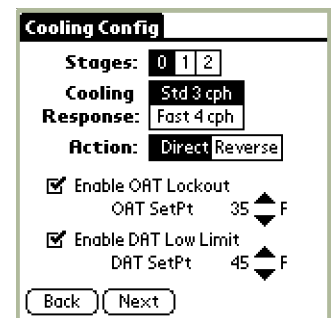 Cooling Config
Stages: 0 1 2
Cooling Std 3 cph
Response: Fast 4 cph
Action: Direct Reverse
Enable OAT Lockout
OAT SetPt 35 F
Enable DAT Low Limit
DAT SetPt 45 F
Back Next